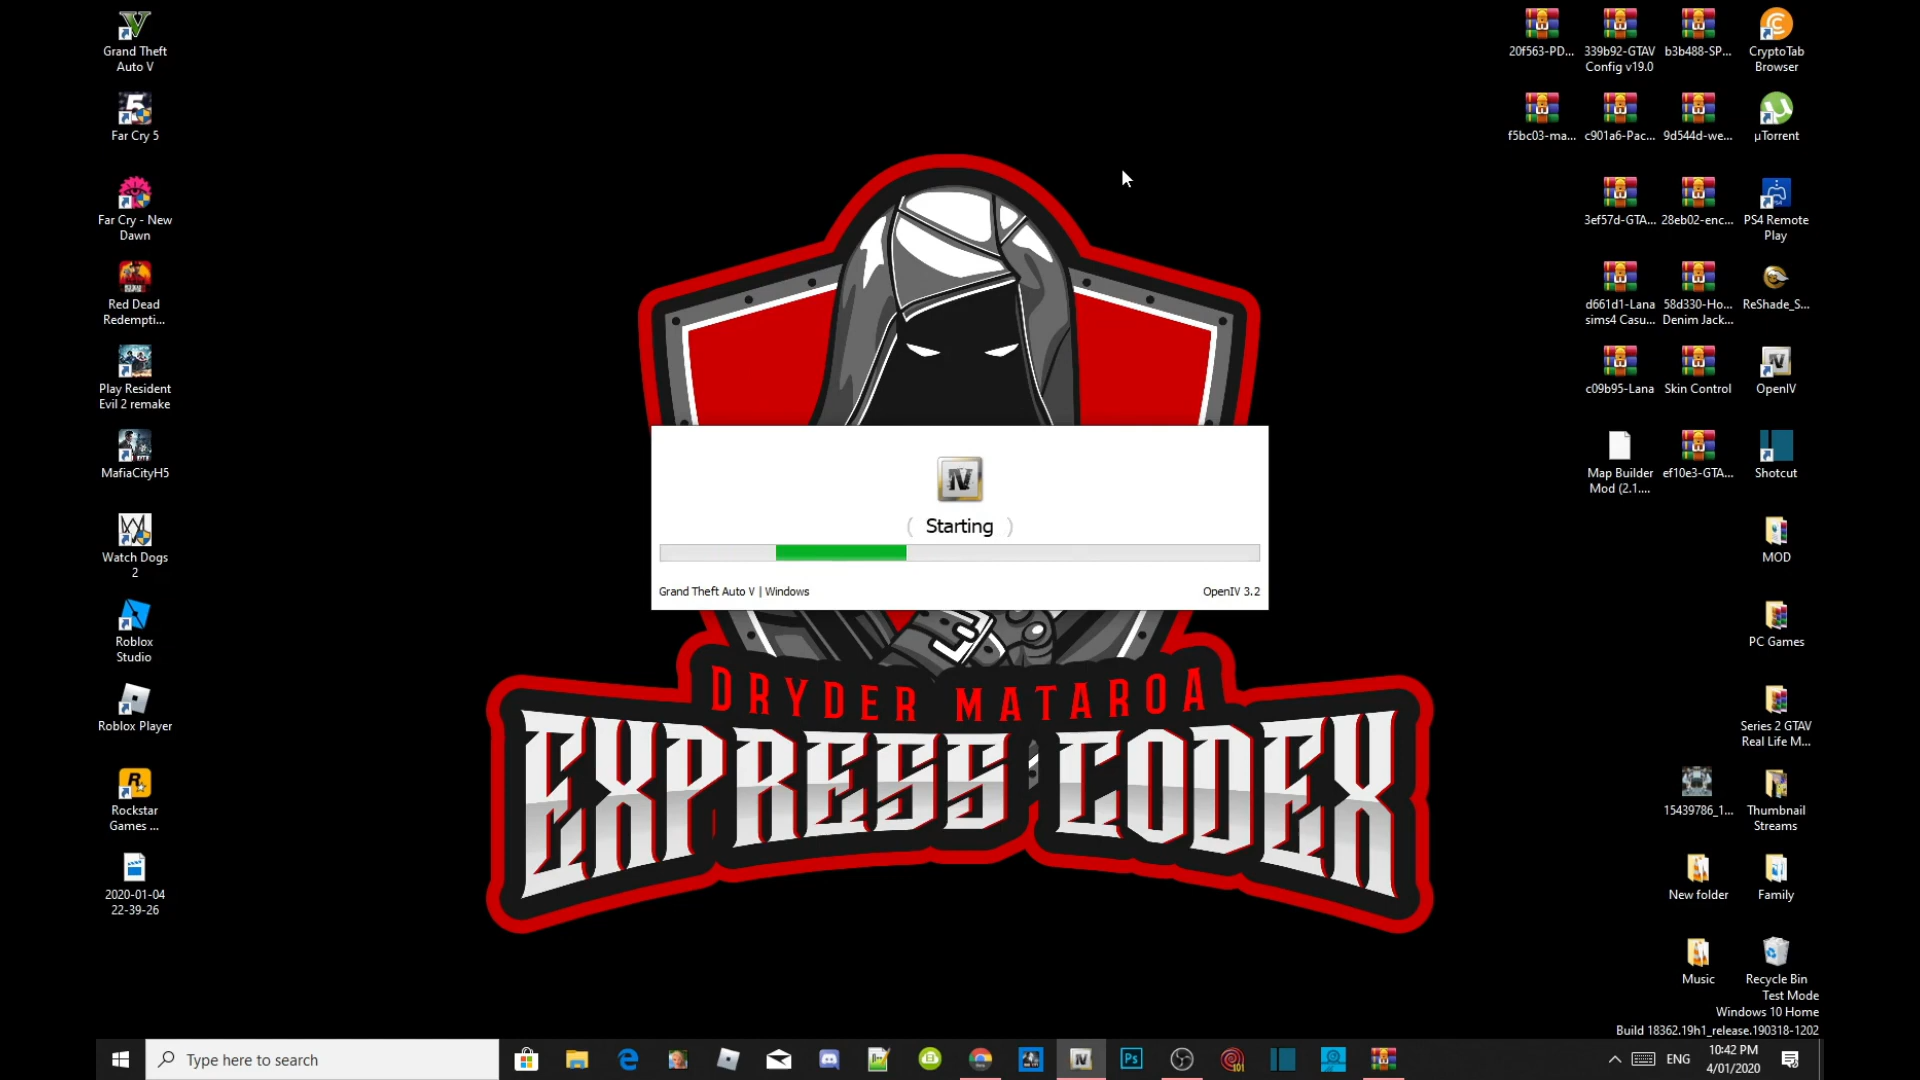 Grand Theft
Auto V
Far Cry 5
Far Cry - New
Dawn
Red Dead
Redempti...
Play Resident
Evil 2 remake
MafiaCityH5
Watch Dogs
2
Roblox
Studio
Roblox Player
Rockstar
Games ...
2020-01-04
22-39-26
20f563-PD...
339b92-GTAV
Config v19.0
b3b488-SP...
CryptoTab
Browser
f5bc03-ma...
c901a6-Pac...
9d544d-we...
µTorrent
3ef57d-GTA...
28eb02-enc...
PS4 Remote
Play
d661d1-Lana
sims4 Casu...
58d330-Ho...
Denim Jack...
ReShade_S...
c09b95-Lana
Skin Control
OpenIV
Map Builder
Mod (2.1....
ef10e3-GTA...
Shotcut
MOD
PC Games
Series 2 GTAV
Real Life M...
15439786_1...
Thumbnail
Streams
New folder
Family
Music
Recycle Bin
IV
( Starting )
Grand Theft Auto V | Windows
OpenIV 3.2
DRYDER MATAROA
EXPRESS CODEX
Test Mode
Windows 10 Home
Build 18362.19h1_release.190318-1202
Type here to search
IV
Ps
ENG
10:42 PM
4/01/2020